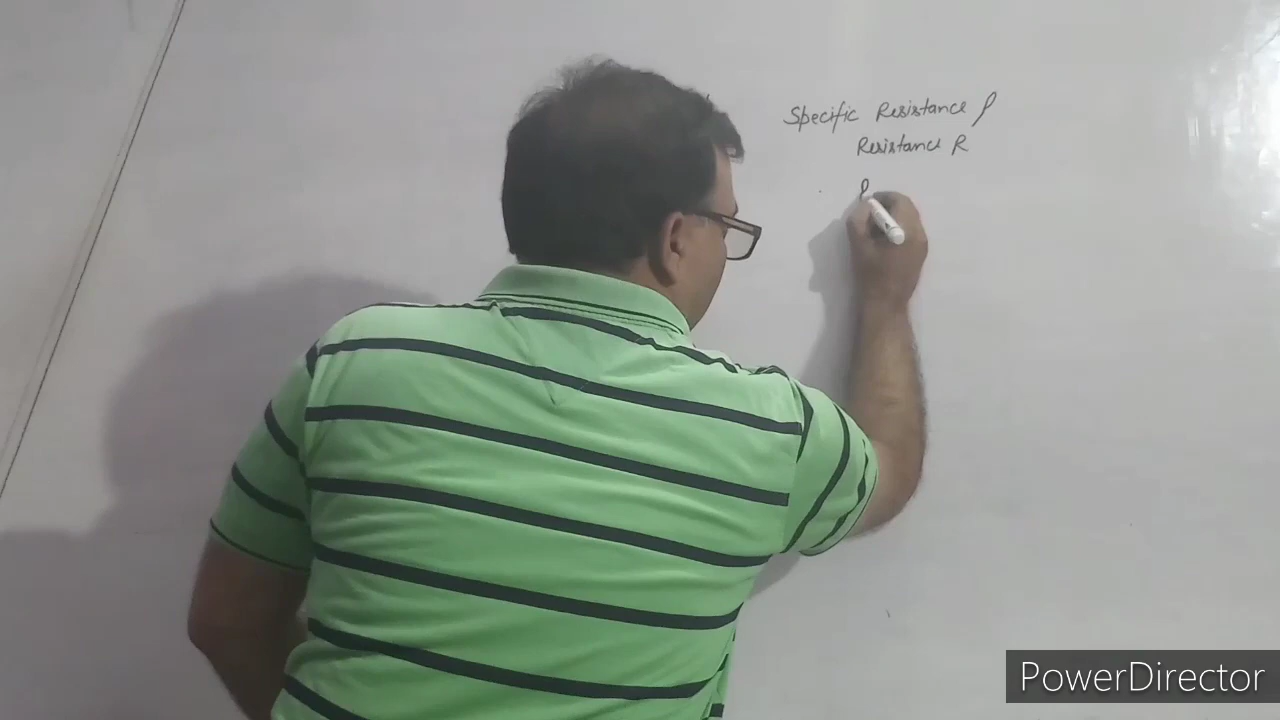 Specific Resistance ρ
Resistance R
ρ
PowerDirector